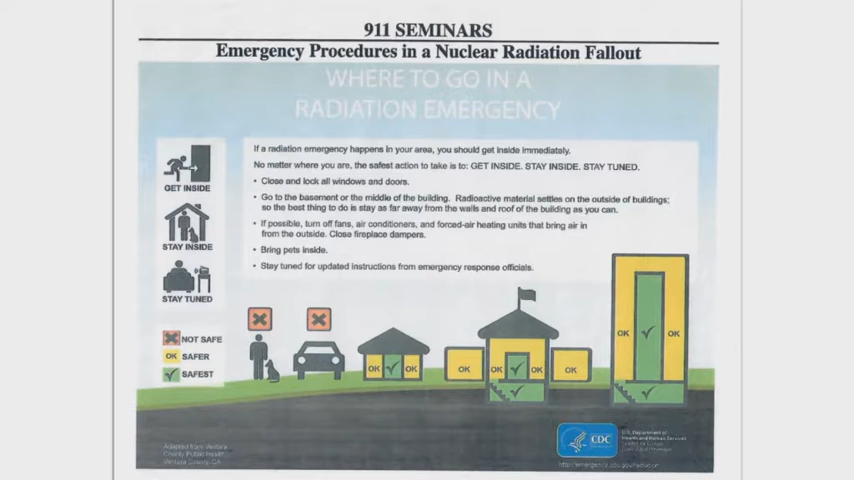 911 SEMINARS
Emergency Procedures in a Nuclear Radiation Fallout
WHERE TO GO IN A
RADIATION EMERGENCY
If a radiation emergency happens in your area, you should get inside immediately.
No matter where you are, the safest action to take is to: GET INSIDE. STAY INSIDE. STAY TUNED.
• Close and lock all windows and doors.
• Go to the basement or the middle of the building. Radioactive material settles on the outside of buildings;
so the best thing to do is stay as far away from the walls and roof of the building as you can.
• If possible, turn off fans, air conditioners, and forced-air heating units that bring air in
from the outside. Close fireplace dampers.
• Bring pets inside.
• Stay tuned for updated instructions from emergency response officials.
GET INSIDE
STAY INSIDE
STAY TUNED
NOT SAFE
OK SAFER
SAFEST
OK OK
OK OK OK OK
OK OK
Adapted from Ventura
County Public Health
Ventura County, CA
CDC
U.S. Department of
Health and Human Services